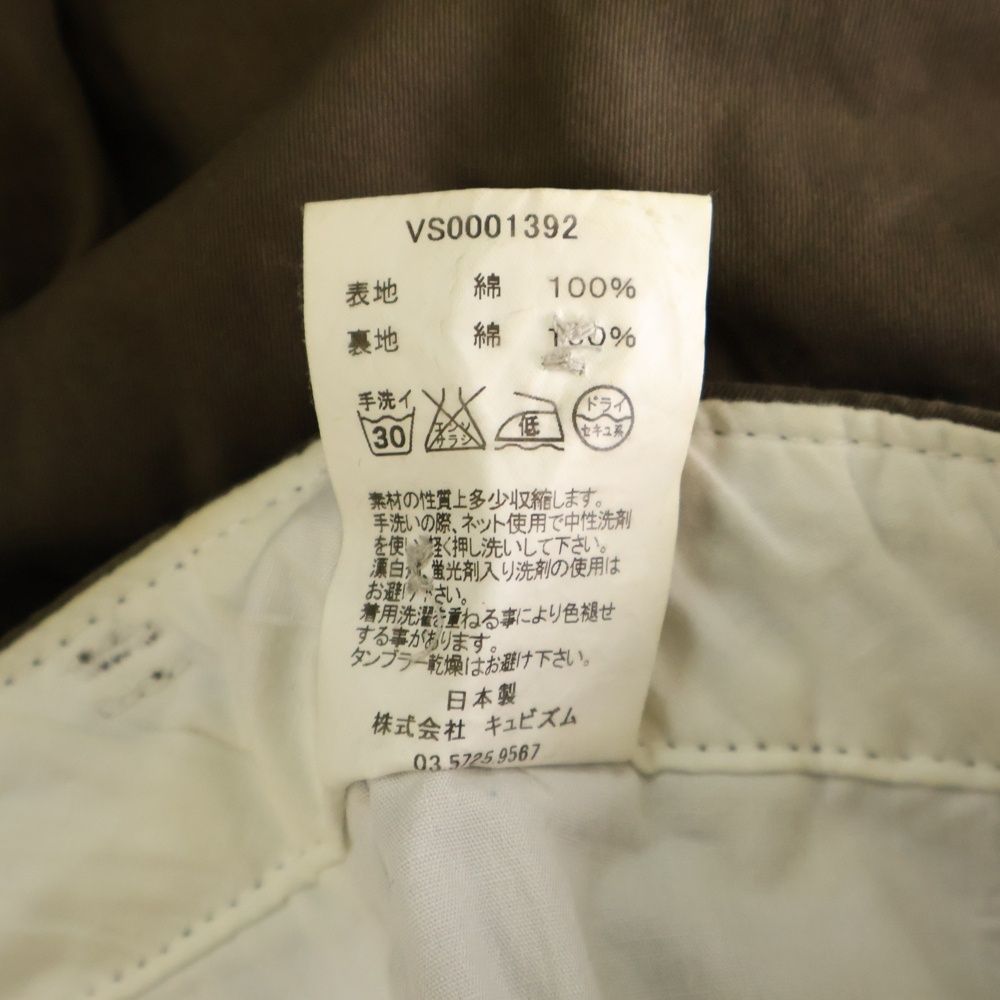 VS0001392
表地 綿 100%
裏地 綿 100%
手洗イ 30 エンソサラシ 低 ドライ セキユ系
素材の性質上多少収縮します。
手洗いの際、ネット使用で中性洗剤
を使い軽く押し洗いして下さい。
漂白剤、蛍光剤入り洗剤の使用は
お避け下さい。
着用洗濯を重ねる事により色褪せ
する事があります。
タンブラー乾燥はお避け下さい。
日本製
株式会社 キュビズム
03 5725 9567